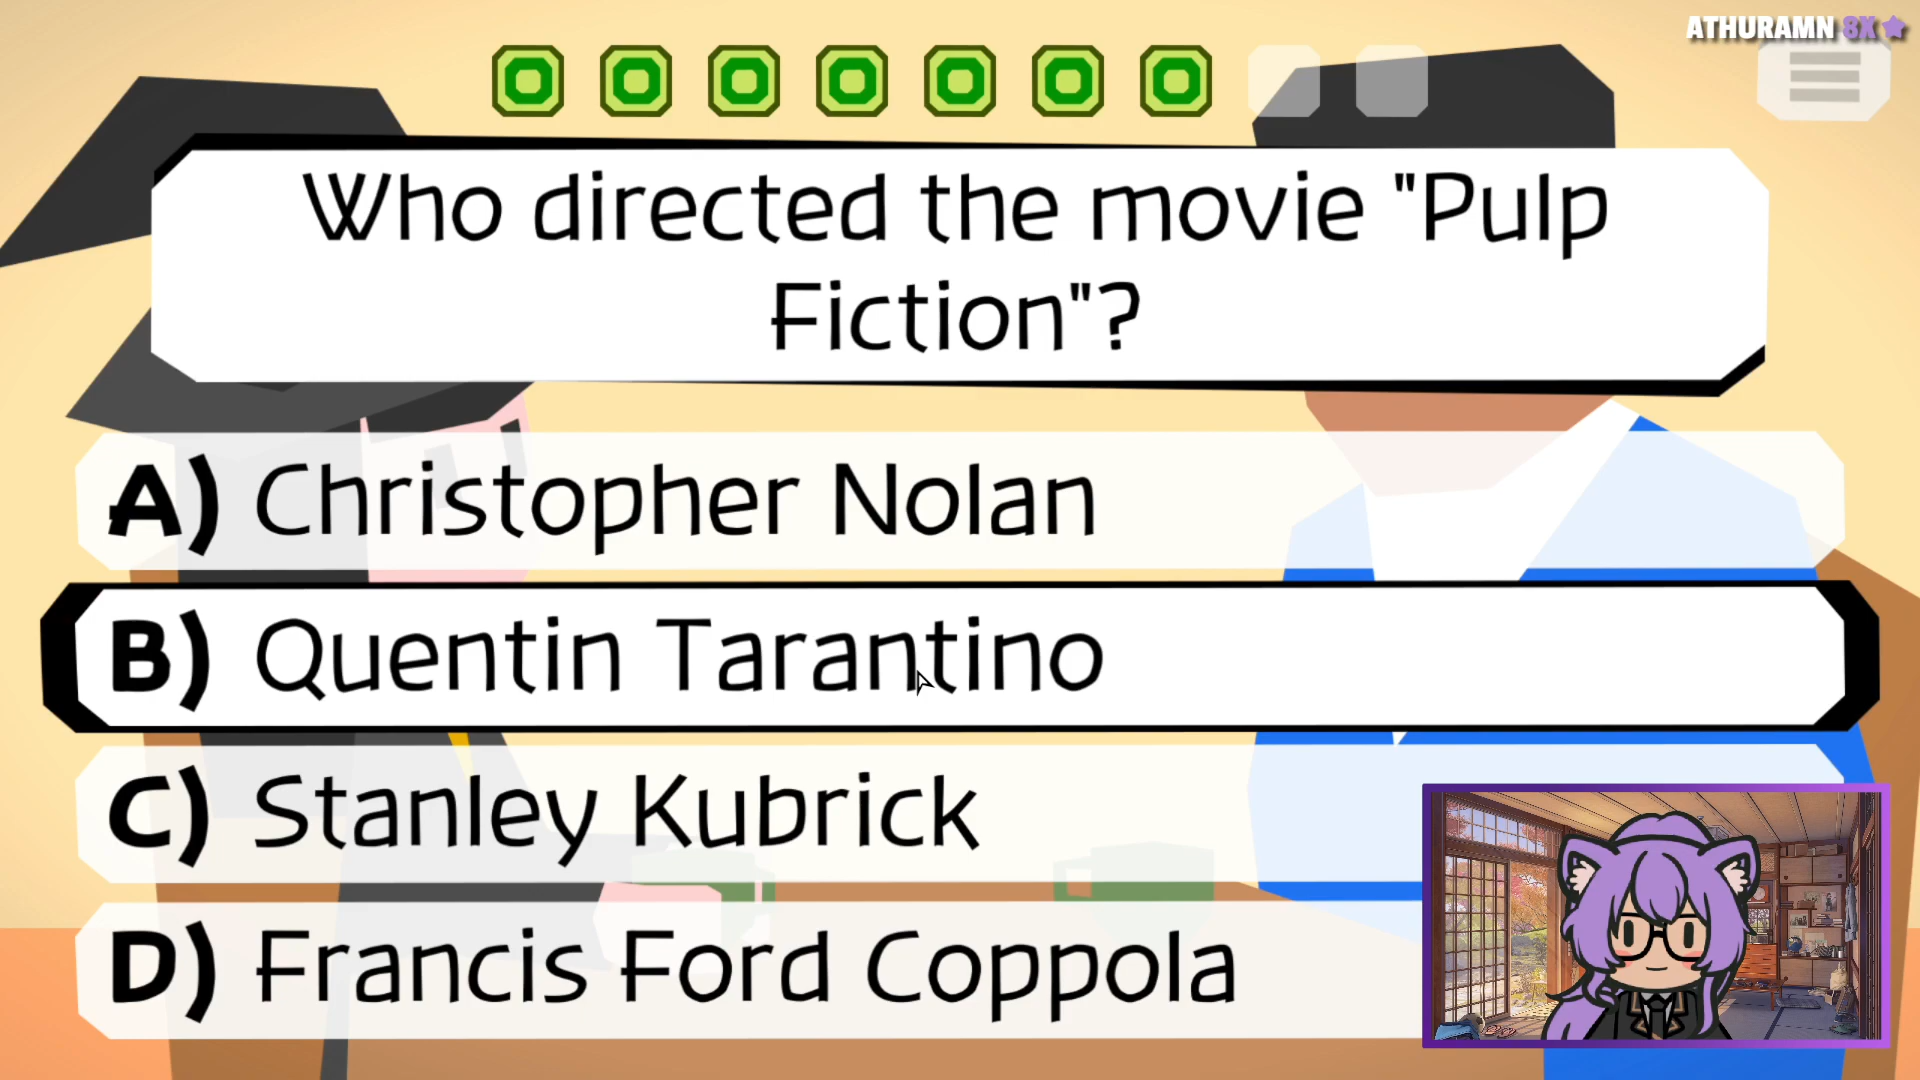 ATHURAMN 8X
Who directed the movie "Pulp
Fiction"?
A) Christopher Nolan
B) Quentin Tarantino
C) Stanley Kubrick
D) Francis Ford Coppola